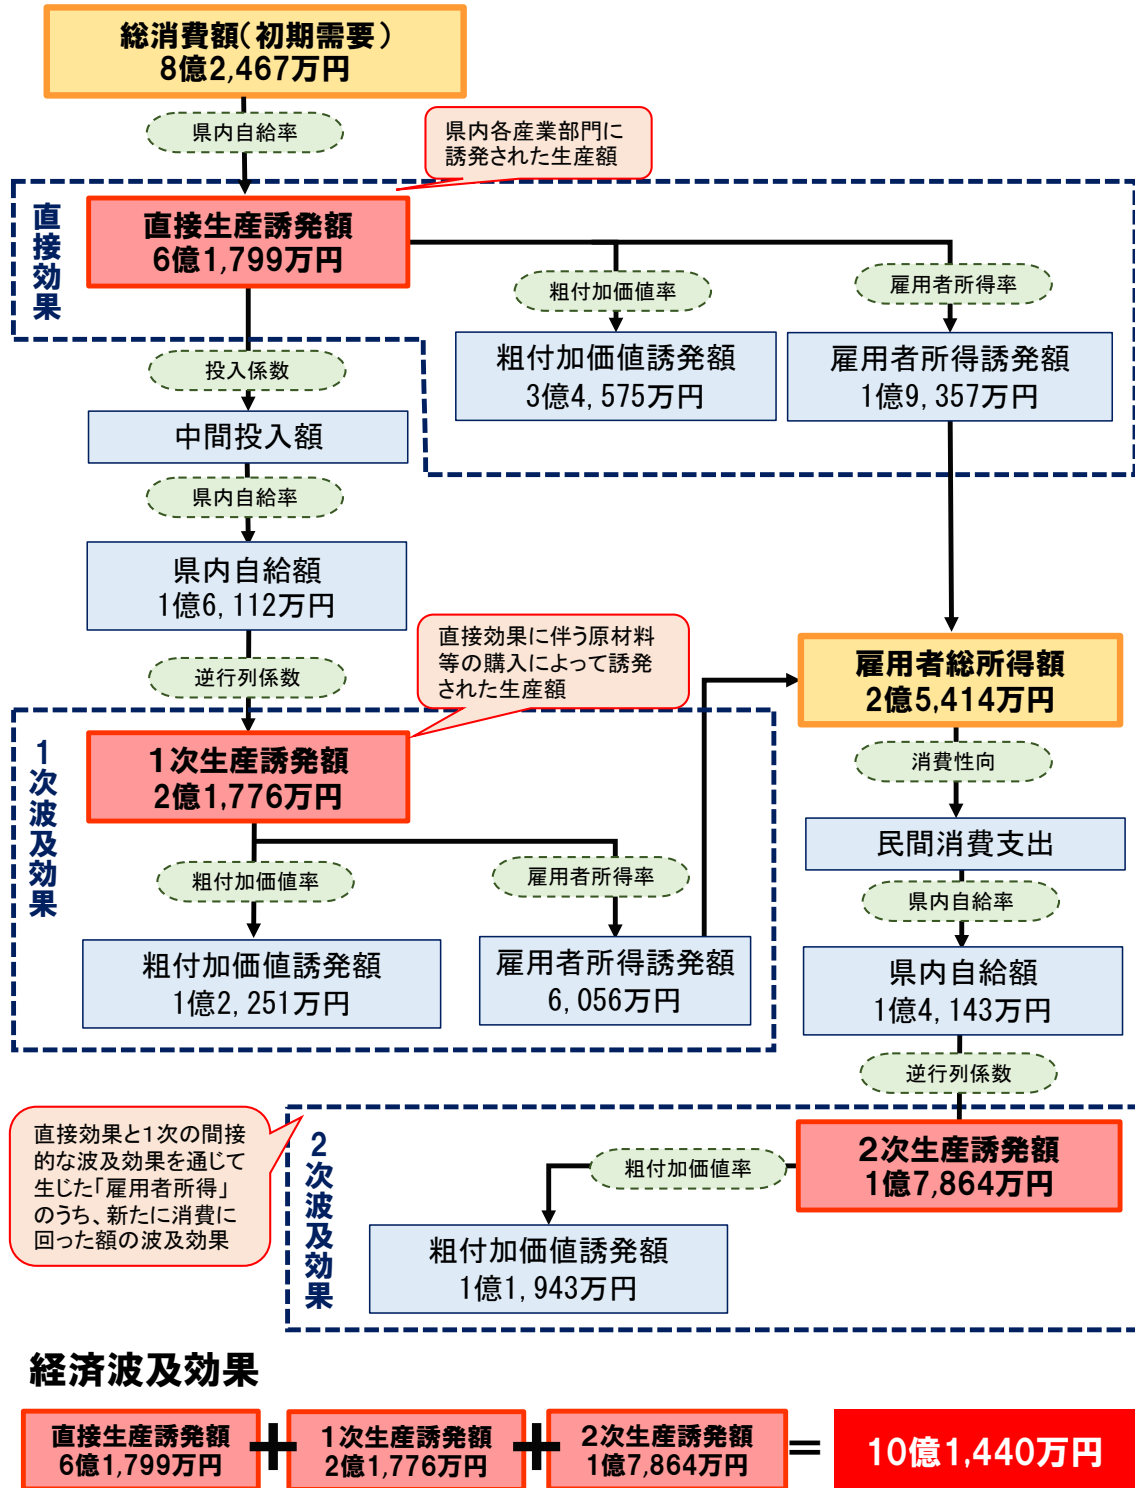 総消費額(初期需要)
8億2,467万円
県内自給率
県内各産業部門に
誘発された生産額
直接効果
直接生産誘発額
6億1,799万円
粗付加価値率
雇用者所得率
粗付加価値誘発額
3億4,575万円
雇用者所得誘発額
1億9,357万円
投入係数
中間投入額
県内自給率
県内自給額
1億6,112万円
逆行列係数
直接効果に伴う原材料
等の購入によって誘発
された生産額
雇用者総所得額
2億5,414万円
1次波及効果
1次生産誘発額
2億1,776万円
粗付加価値率
雇用者所得率
粗付加価値誘発額
1億2,251万円
雇用者所得誘発額
6,056万円
消費性向
民間消費支出
県内自給率
県内自給額
1億4,143万円
逆行列係数
直接効果と1次の間接
的な波及効果を通じて
生じた「雇用者所得」
のうち、新たに消費に
回った額の波及効果
2次波及効果
2次生産誘発額
1億7,864万円
粗付加価値率
粗付加価値誘発額
1億1,943万円
経済波及効果
直接生産誘発額
6億1,799万円
+
1次生産誘発額
2億1,776万円
+
2次生産誘発額
1億7,864万円
=
10億1,440万円